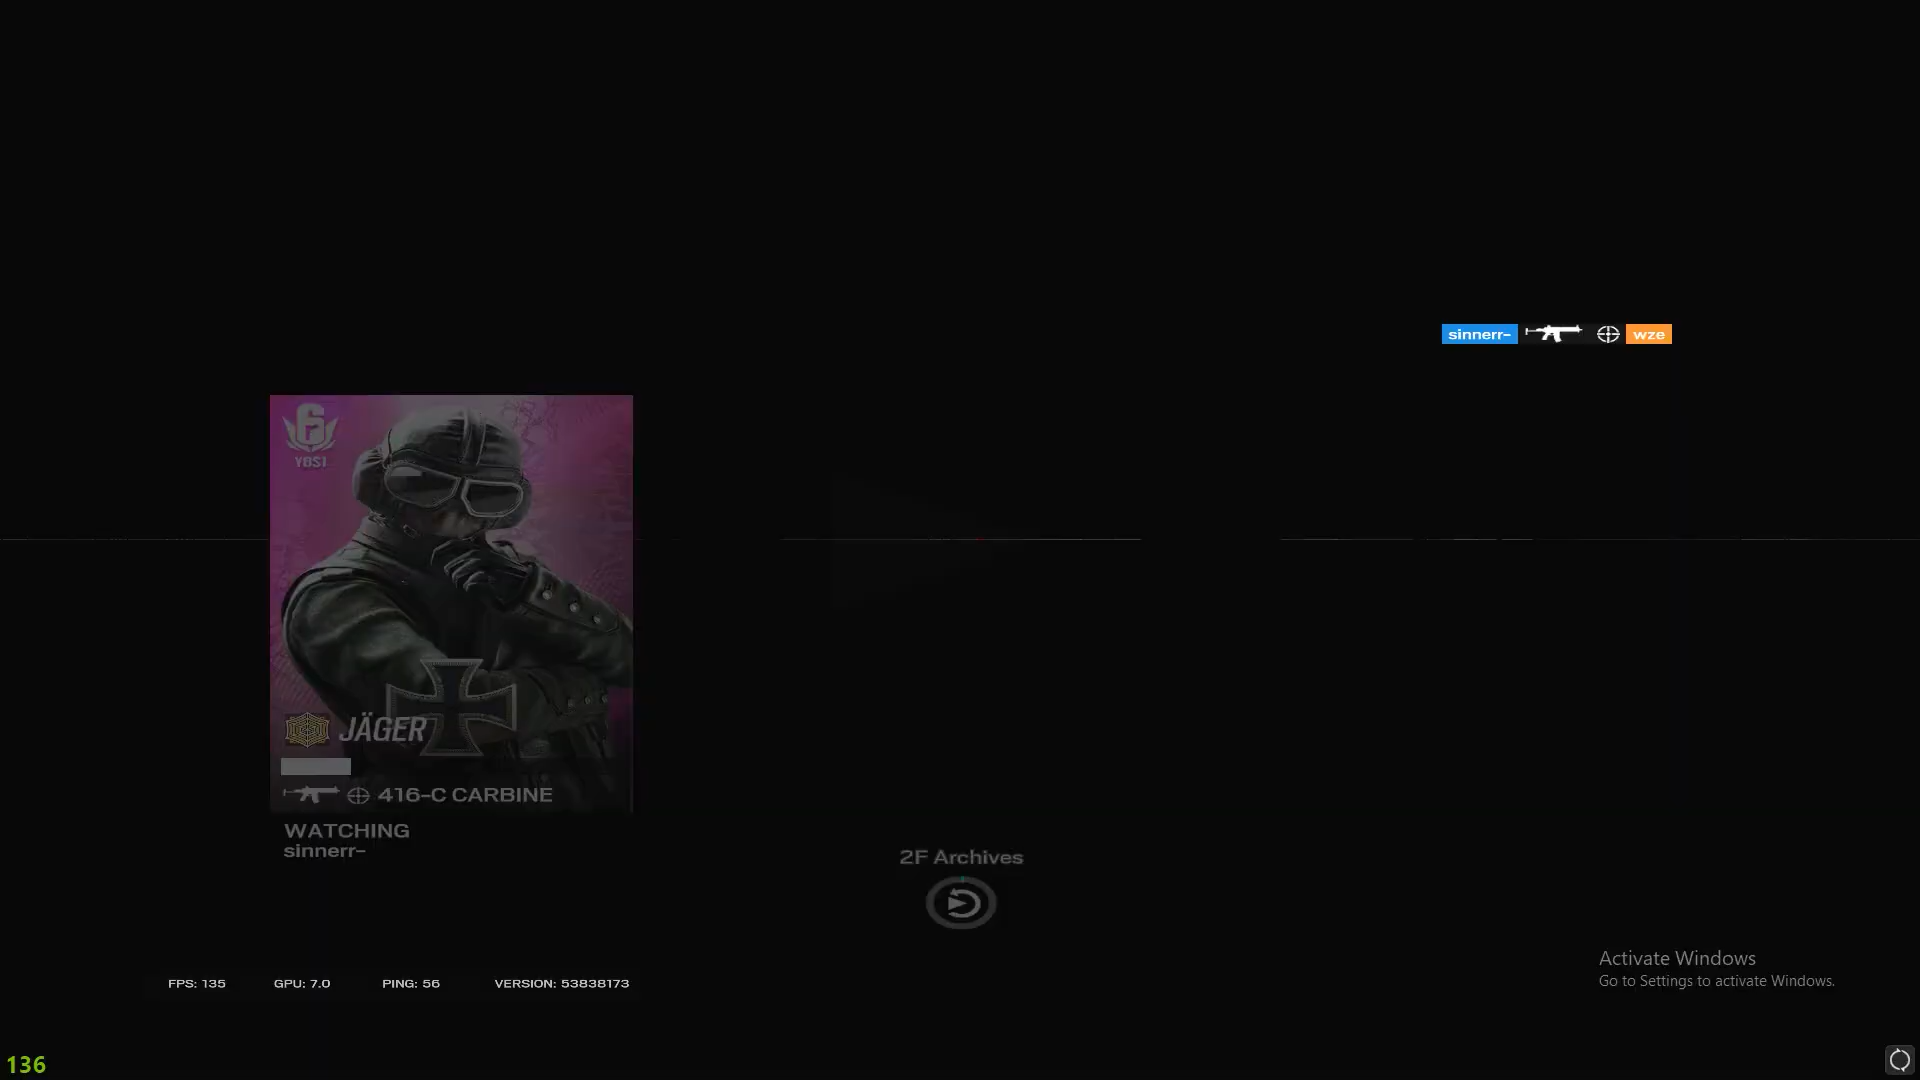 sinnerr- wze
6
Y8S1
JÄGER
416-C CARBINE
WATCHING
sinnerr-
2F Archives
Activate Windows
Go to Settings to activate Windows.
FPS: 135 GPU: 7.0 PING: 56 VERSION: 53838173
136